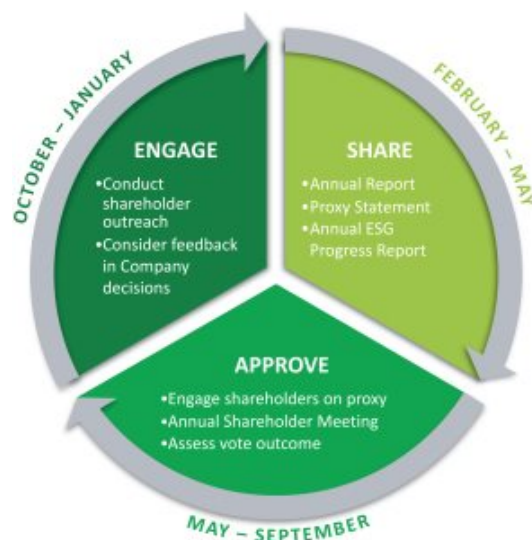 OCTOBER – JANUARY
ENGAGE
•Conduct
shareholder
outreach
•Consider feedback
in Company
decisions
FEBRUARY – MAY
SHARE
•Annual Report
•Proxy Statement
•Annual ESG
Progress Report
APPROVE
•Engage shareholders on proxy
•Annual Shareholder Meeting
•Assess vote outcome
MAY – SEPTEMBER